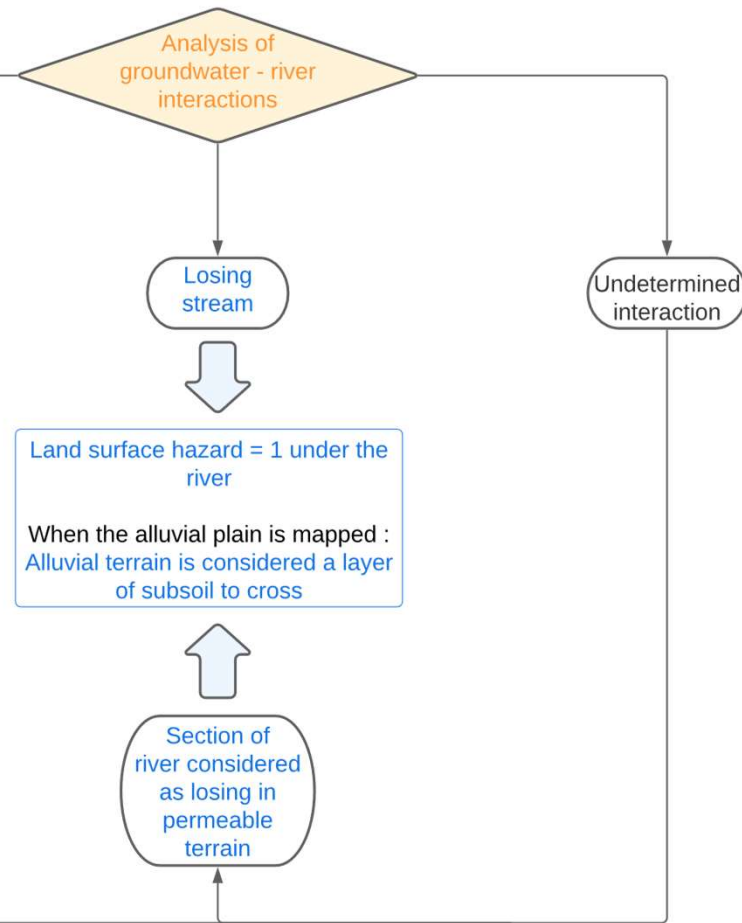 Analysis of
groundwater - river
interactions
Losing
stream
Undetermined
interaction
Land surface hazard = 1 under the
river
When the alluvial plain is mapped :
Alluvial terrain is considered a layer
of subsoil to cross
Section of
river considered
as losing in
permeable
terrain